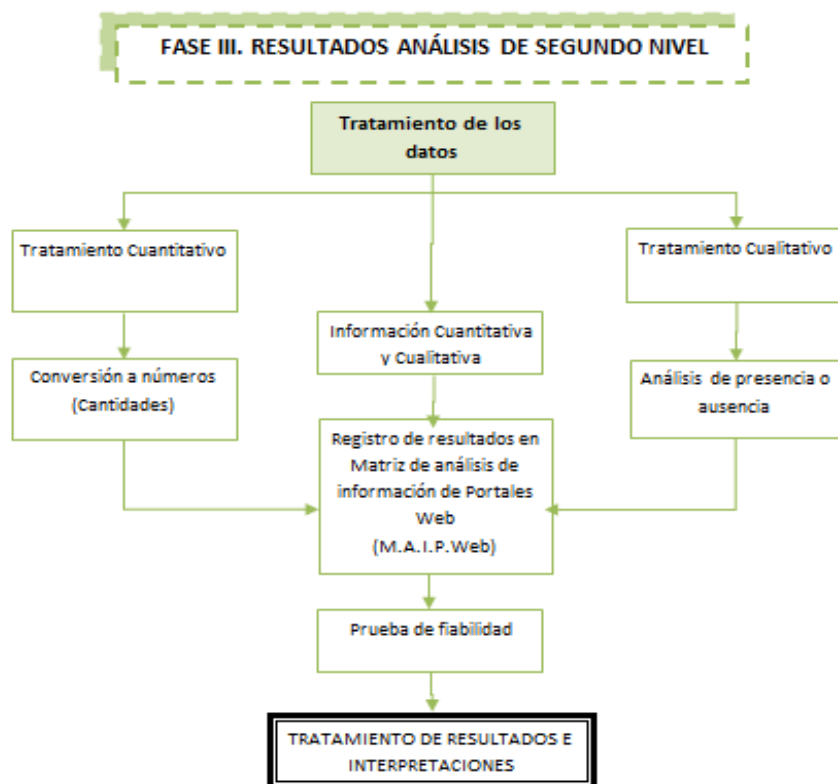 FASE III. RESULTADOS ANÁLISIS DE SEGUNDO NIVEL
Tratamiento de los
datos
Tratamiento Cuantitativo
Tratamiento Cualitativo
Información Cuantitativa
y Cualitativa
Conversión a números
(Cantidades)
Análisis de presencia o
ausencia
Registro de resultados en
Matriz de análisis de
información de Portales
Web
(M.A.I.P.Web)
Prueba de fiabilidad
TRATAMIENTO DE RESULTADOS E
INTERPRETACIONES